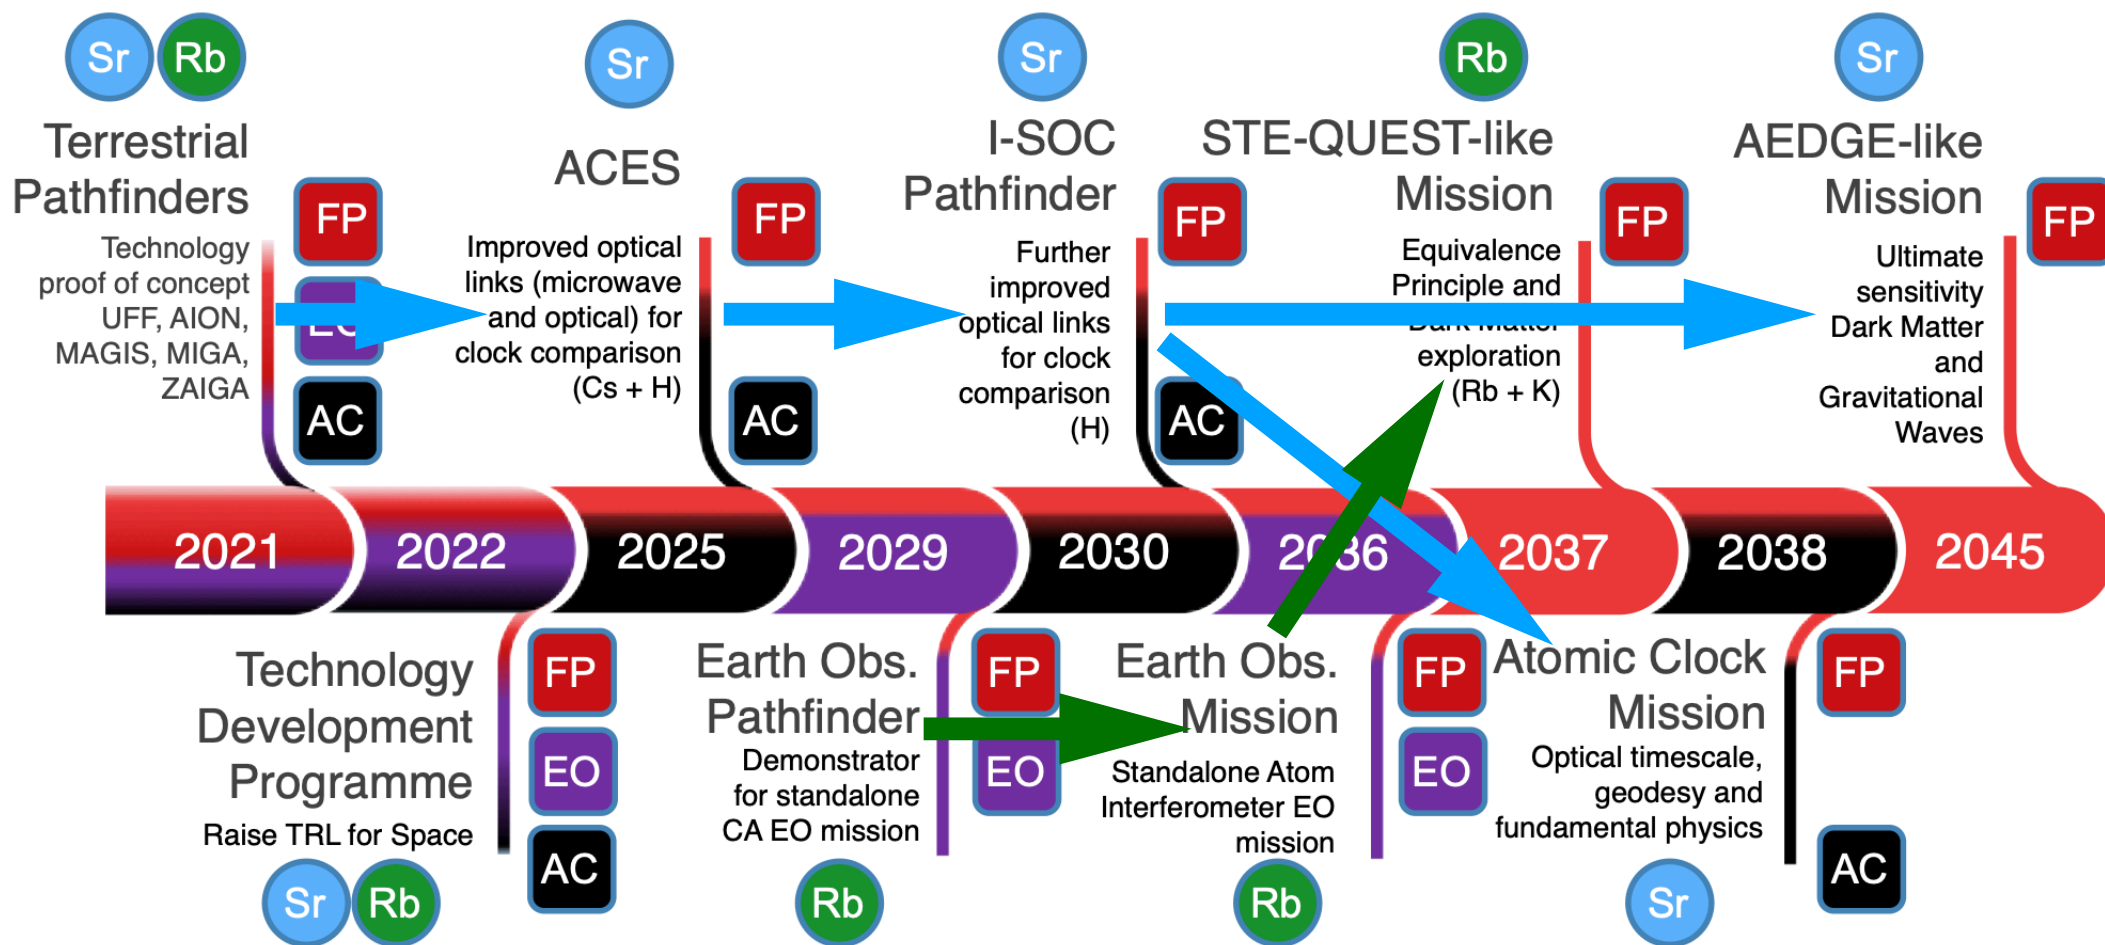 Sr Rb
Terrestrial
Pathfinders
Technology
proof of concept
UFF, AION,
MAGIS, MIGA,
ZAIGA
FP
EO
AC
Sr
ACES
Improved optical
links (microwave
and optical) for
clock comparison
(Cs + H)
FP
AC
Sr
I-SOC
Pathfinder
Further
improved
optical links
for clock
comparison
(H)
FP
AC
Rb
STE-QUEST-like
Mission
Equivalence
Principle and
Dark Matter
exploration
(Rb + K)
FP
Sr
AEDGE-like
Mission
Ultimate
sensitivity
Dark Matter
and
Gravitational
Waves
FP
2021 2022 2025 2029 2030 2036 2037 2038 2045
Technology
Development
Programme
Raise TRL for Space
Sr Rb
FP
EO
AC
Earth Obs.
Pathfinder
Demonstrator
for standalone
CA EO mission
Rb
FP
EO
Earth Obs.
Mission
Standalone Atom
Interferometer EO
mission
Rb
FP
EO
Atomic Clock
Mission
Optical timescale,
geodesy and
fundamental physics
Sr
FP
AC